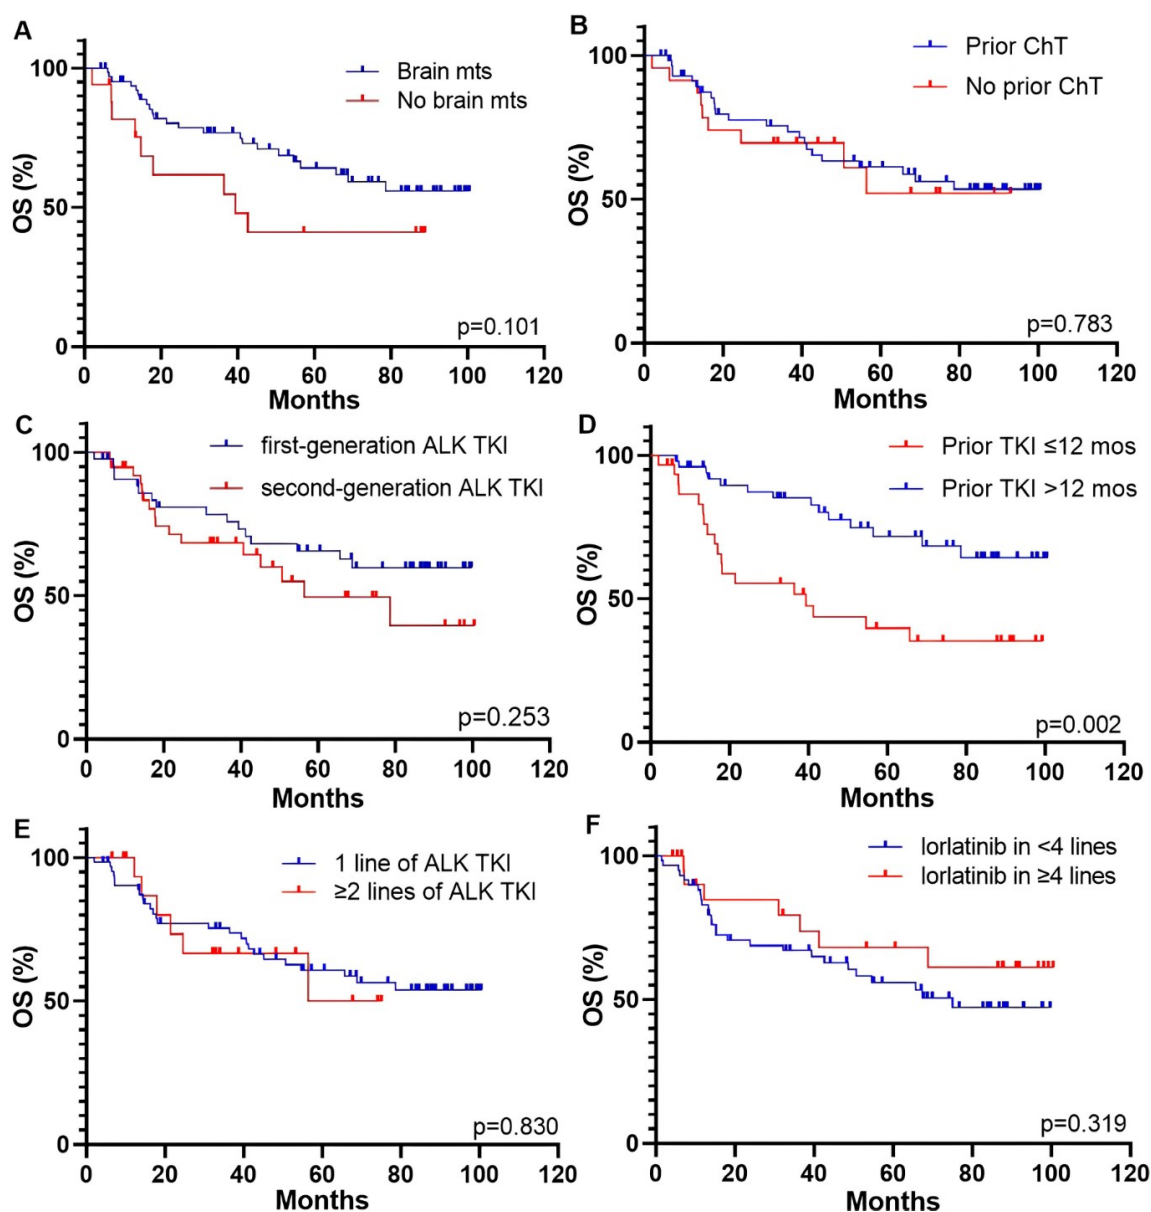 A
Brain mts
No brain mts
OS (%)
100
50
0
p=0.101
0 20 40 60 80 100 120
Months
B
Prior ChT
No prior ChT
OS (%)
100
50
0
p=0.783
0 20 40 60 80 100 120
Months
C
first-generation ALK TKI
second-generation ALK TKI
OS (%)
100
50
0
p=0.253
0 20 40 60 80 100 120
Months
D
Prior TKI ≤12 mos
Prior TKI >12 mos
OS (%)
100
50
0
p=0.002
0 20 40 60 80 100 120
Months
E
1 line of ALK TKI
≥2 lines of ALK TKI
OS (%)
100
50
0
p=0.830
0 20 40 60 80 100 120
Months
F
lorlatinib in <4 lines
lorlatinib in ≥4 lines
OS (%)
100
50
0
p=0.319
0 20 40 60 80 100 120
Months